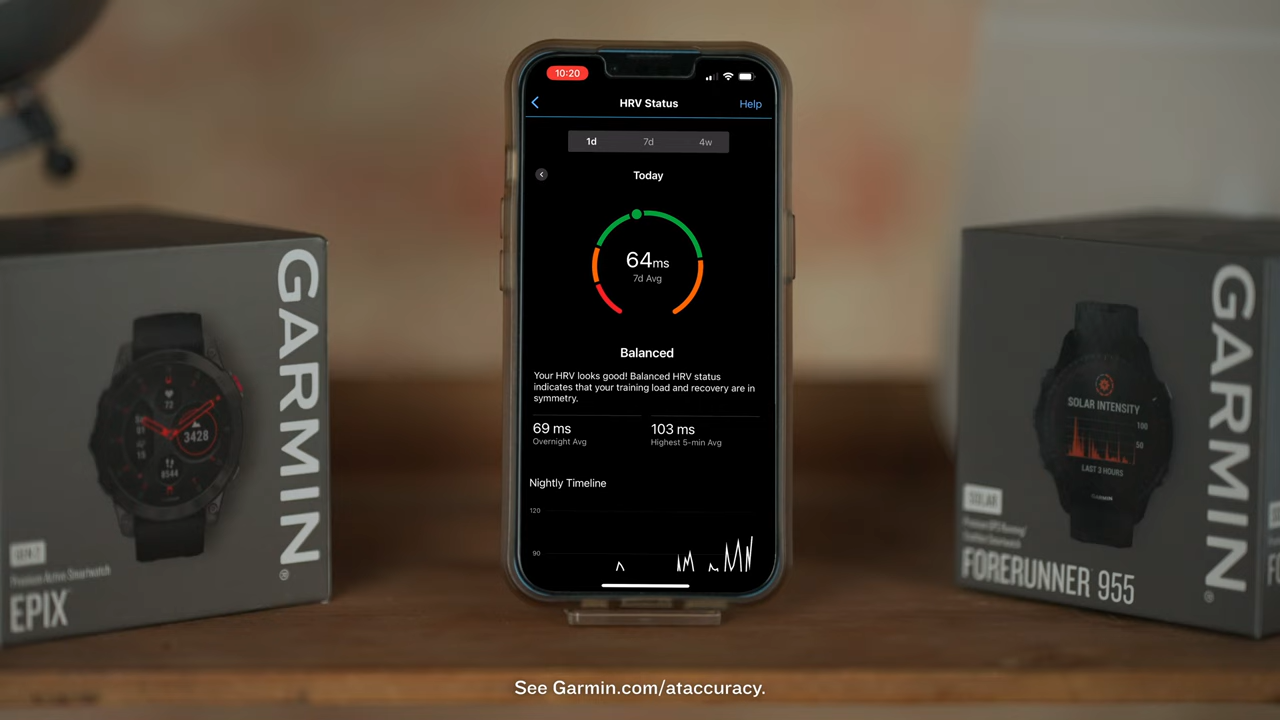 10:20
HRV Status
Help
1d
7d
4w
Today
64ms
7d Avg
Balanced
Your HRV looks good! Balanced HRV status
indicates that your training load and recovery are in
symmetry.
69 ms
Overnight Avg
103 ms
Highest 5-min Avg
Nightly Timeline
120
90
GARMIN®
72
3428
8544
Premium Active Smartwatch
EPIX
GARMIN®
SOLAR INTENSITY
100
50
LAST 3 HOURS
GARMIN
SOLAR
FORERUNNER 955
See Garmin.com/ataccuracy.